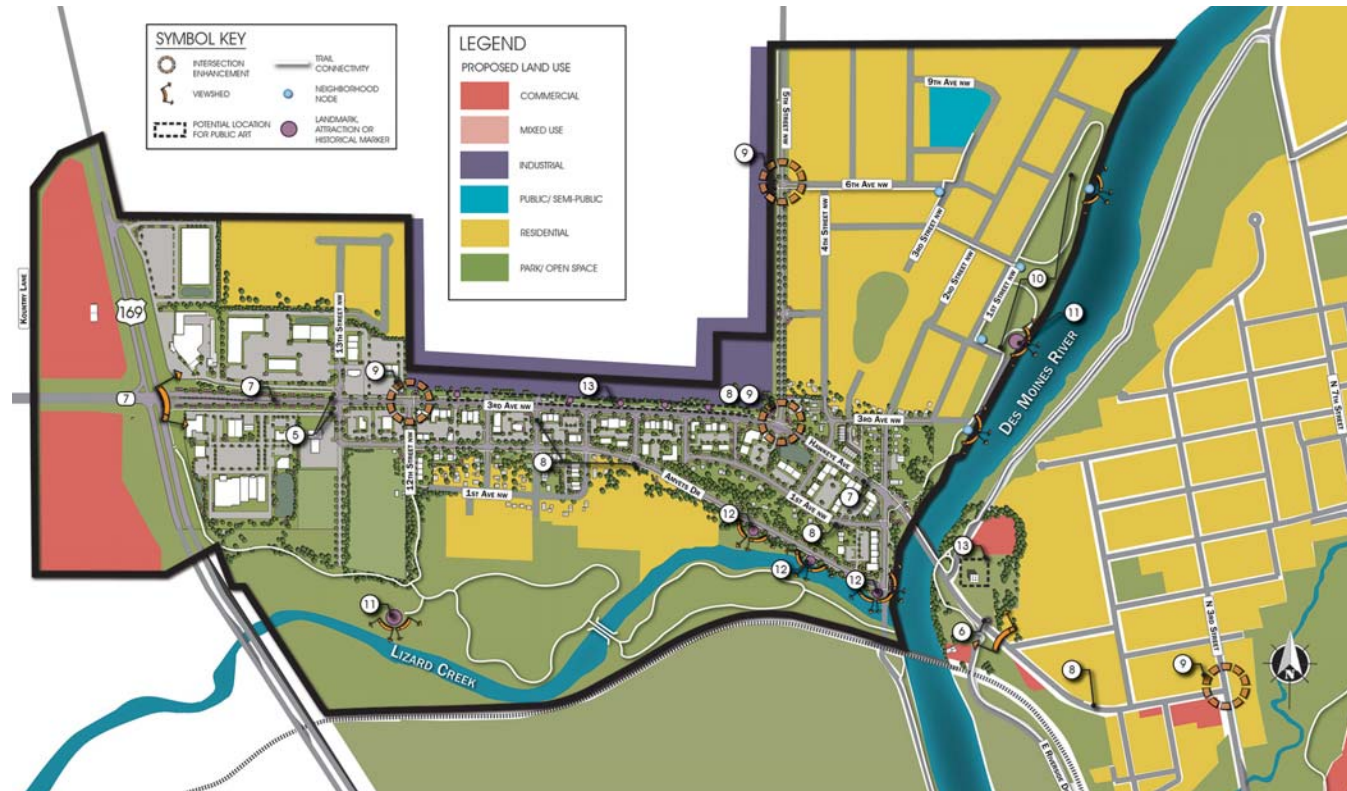 SYMBOL KEY
INTERSECTION
ENHANCEMENT
TRAIL
CONNECTIVITY
VIEWSHED
NEIGHBORHOOD
NODE
POTENTIAL LOCATION
FOR PUBLIC ART
LANDMARK,
ATTRACTION OR
HISTORICAL MARKER
LEGEND
PROPOSED LAND USE
COMMERCIAL
MIXED USE
INDUSTRIAL
PUBLIC/ SEMI-PUBLIC
RESIDENTIAL
PARK/ OPEN SPACE
5TH STREET NW
9TH AVE NW
9
6TH AVE NW
4TH STREET NW
3RD STREET NW
2ND STREET NW
1ST STREET NW
10
11
DES MOINES RIVER
N 7TH STREET
KOUNTRY LANE
169
13TH STREET NW
7
7
9
5
12TH STREET NW
3RD AVE NW
13
8
9
3RD AVE NW
HAWKEYE AVE
8
1ST AVE NW
AMVETS DR
1ST AVE NW
7
12
8
12
12
11
LIZARD CREEK
13
6
N 3RD STREET
8
9
N
E RIVERSIDE D